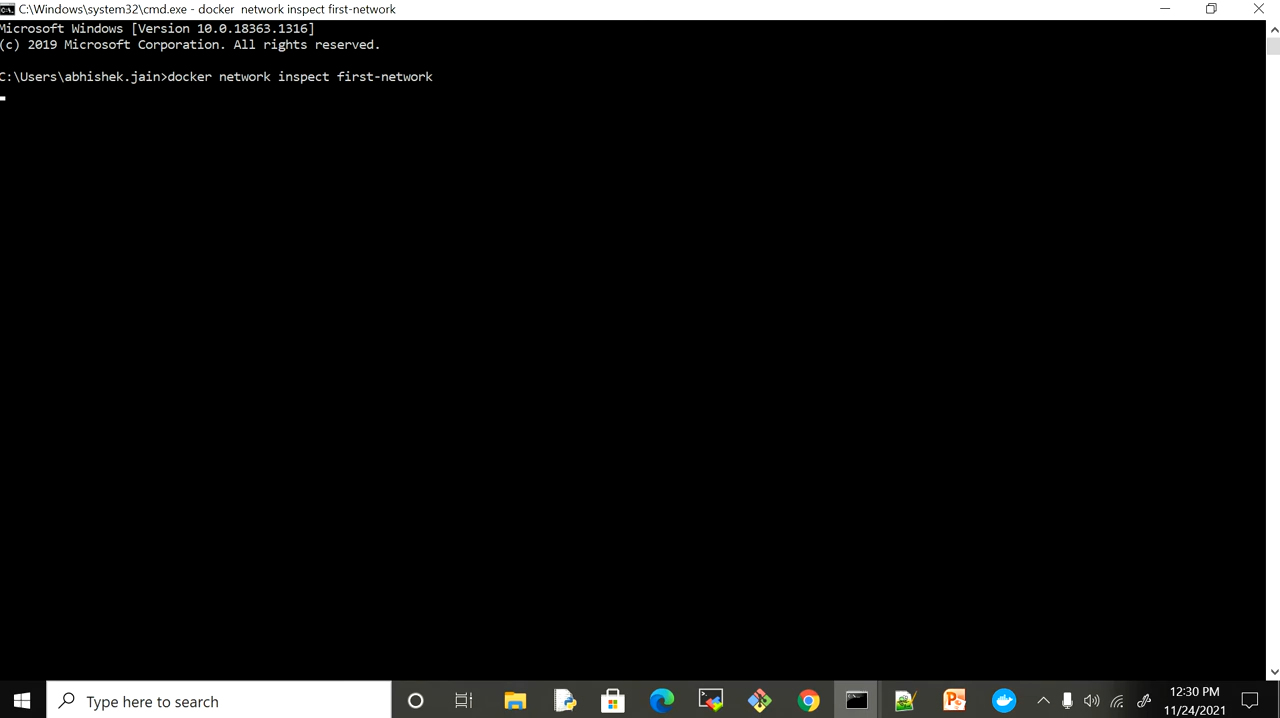 C:\Windows\system32\cmd.exe - docker  network inspect first-network
Microsoft Windows [Version 10.0.18363.1316]
(c) 2019 Microsoft Corporation. All rights reserved.
C:\Users\abhishek.jain>docker network inspect first-network
Type here to search
12:30 PM
11/24/2021